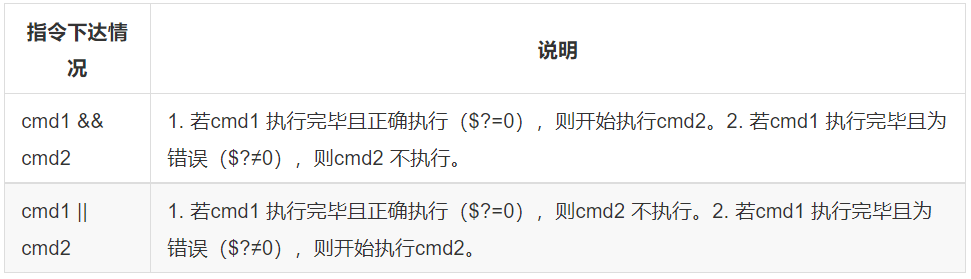 指令下达情
况
说明
cmd1 &&
cmd2
1. 若cmd1 执行完毕且正确执行（$?=0），则开始执行cmd2。2. 若cmd1 执行完毕且为
错误（$?≠0），则cmd2 不执行。
cmd1 ||
cmd2
1. 若cmd1 执行完毕且正确执行（$?=0），则cmd2 不执行。2. 若cmd1 执行完毕且为
错误（$?≠0），则开始执行cmd2。